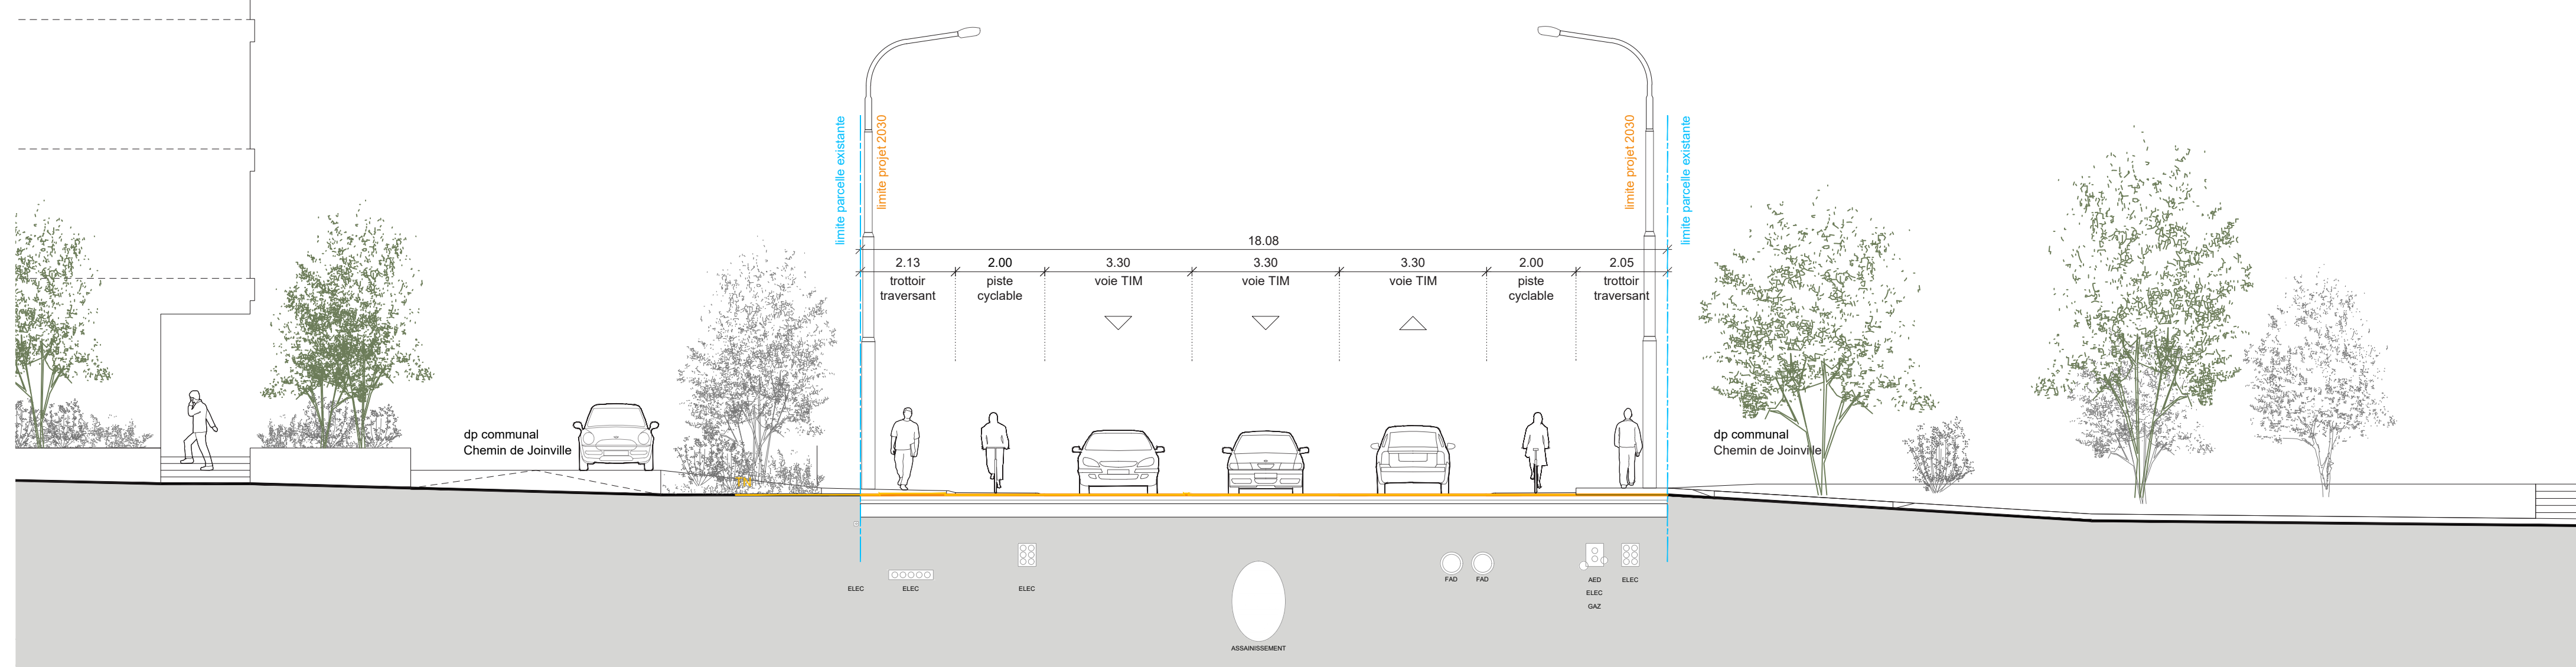 limite parcelle existante
limite projet 2030
limite projet 2030
limite parcelle existante
18.08
2.13
2.00
3.30
3.30
3.30
2.00
2.05
trottoir
traversant
piste
cyclable
voie TIM
voie TIM
voie TIM
piste
cyclable
trottoir
traversant
dp communal
Chemin de Joinville
dp communal
Chemin de Joinville
TN
ELEC
ELEC
ELEC
FAD
FAD
AED
ELEC
GAZ
ELEC
ASSAINISSEMENT